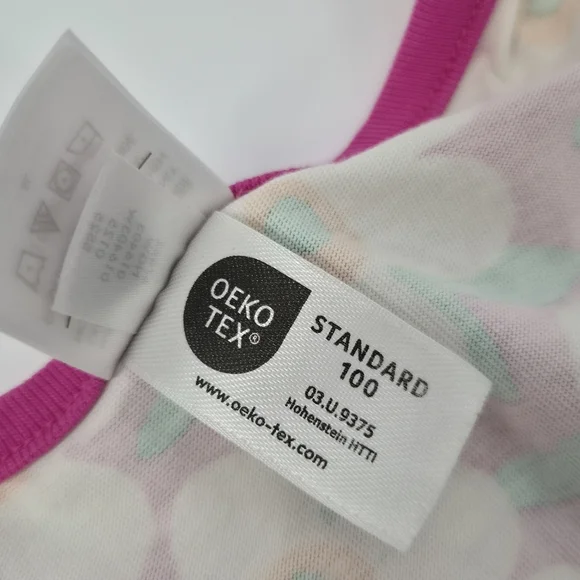 OEKO
TEX®
STANDARD
100
03.U.9375
Hohenstein HTTI
www.oeko-tex.com